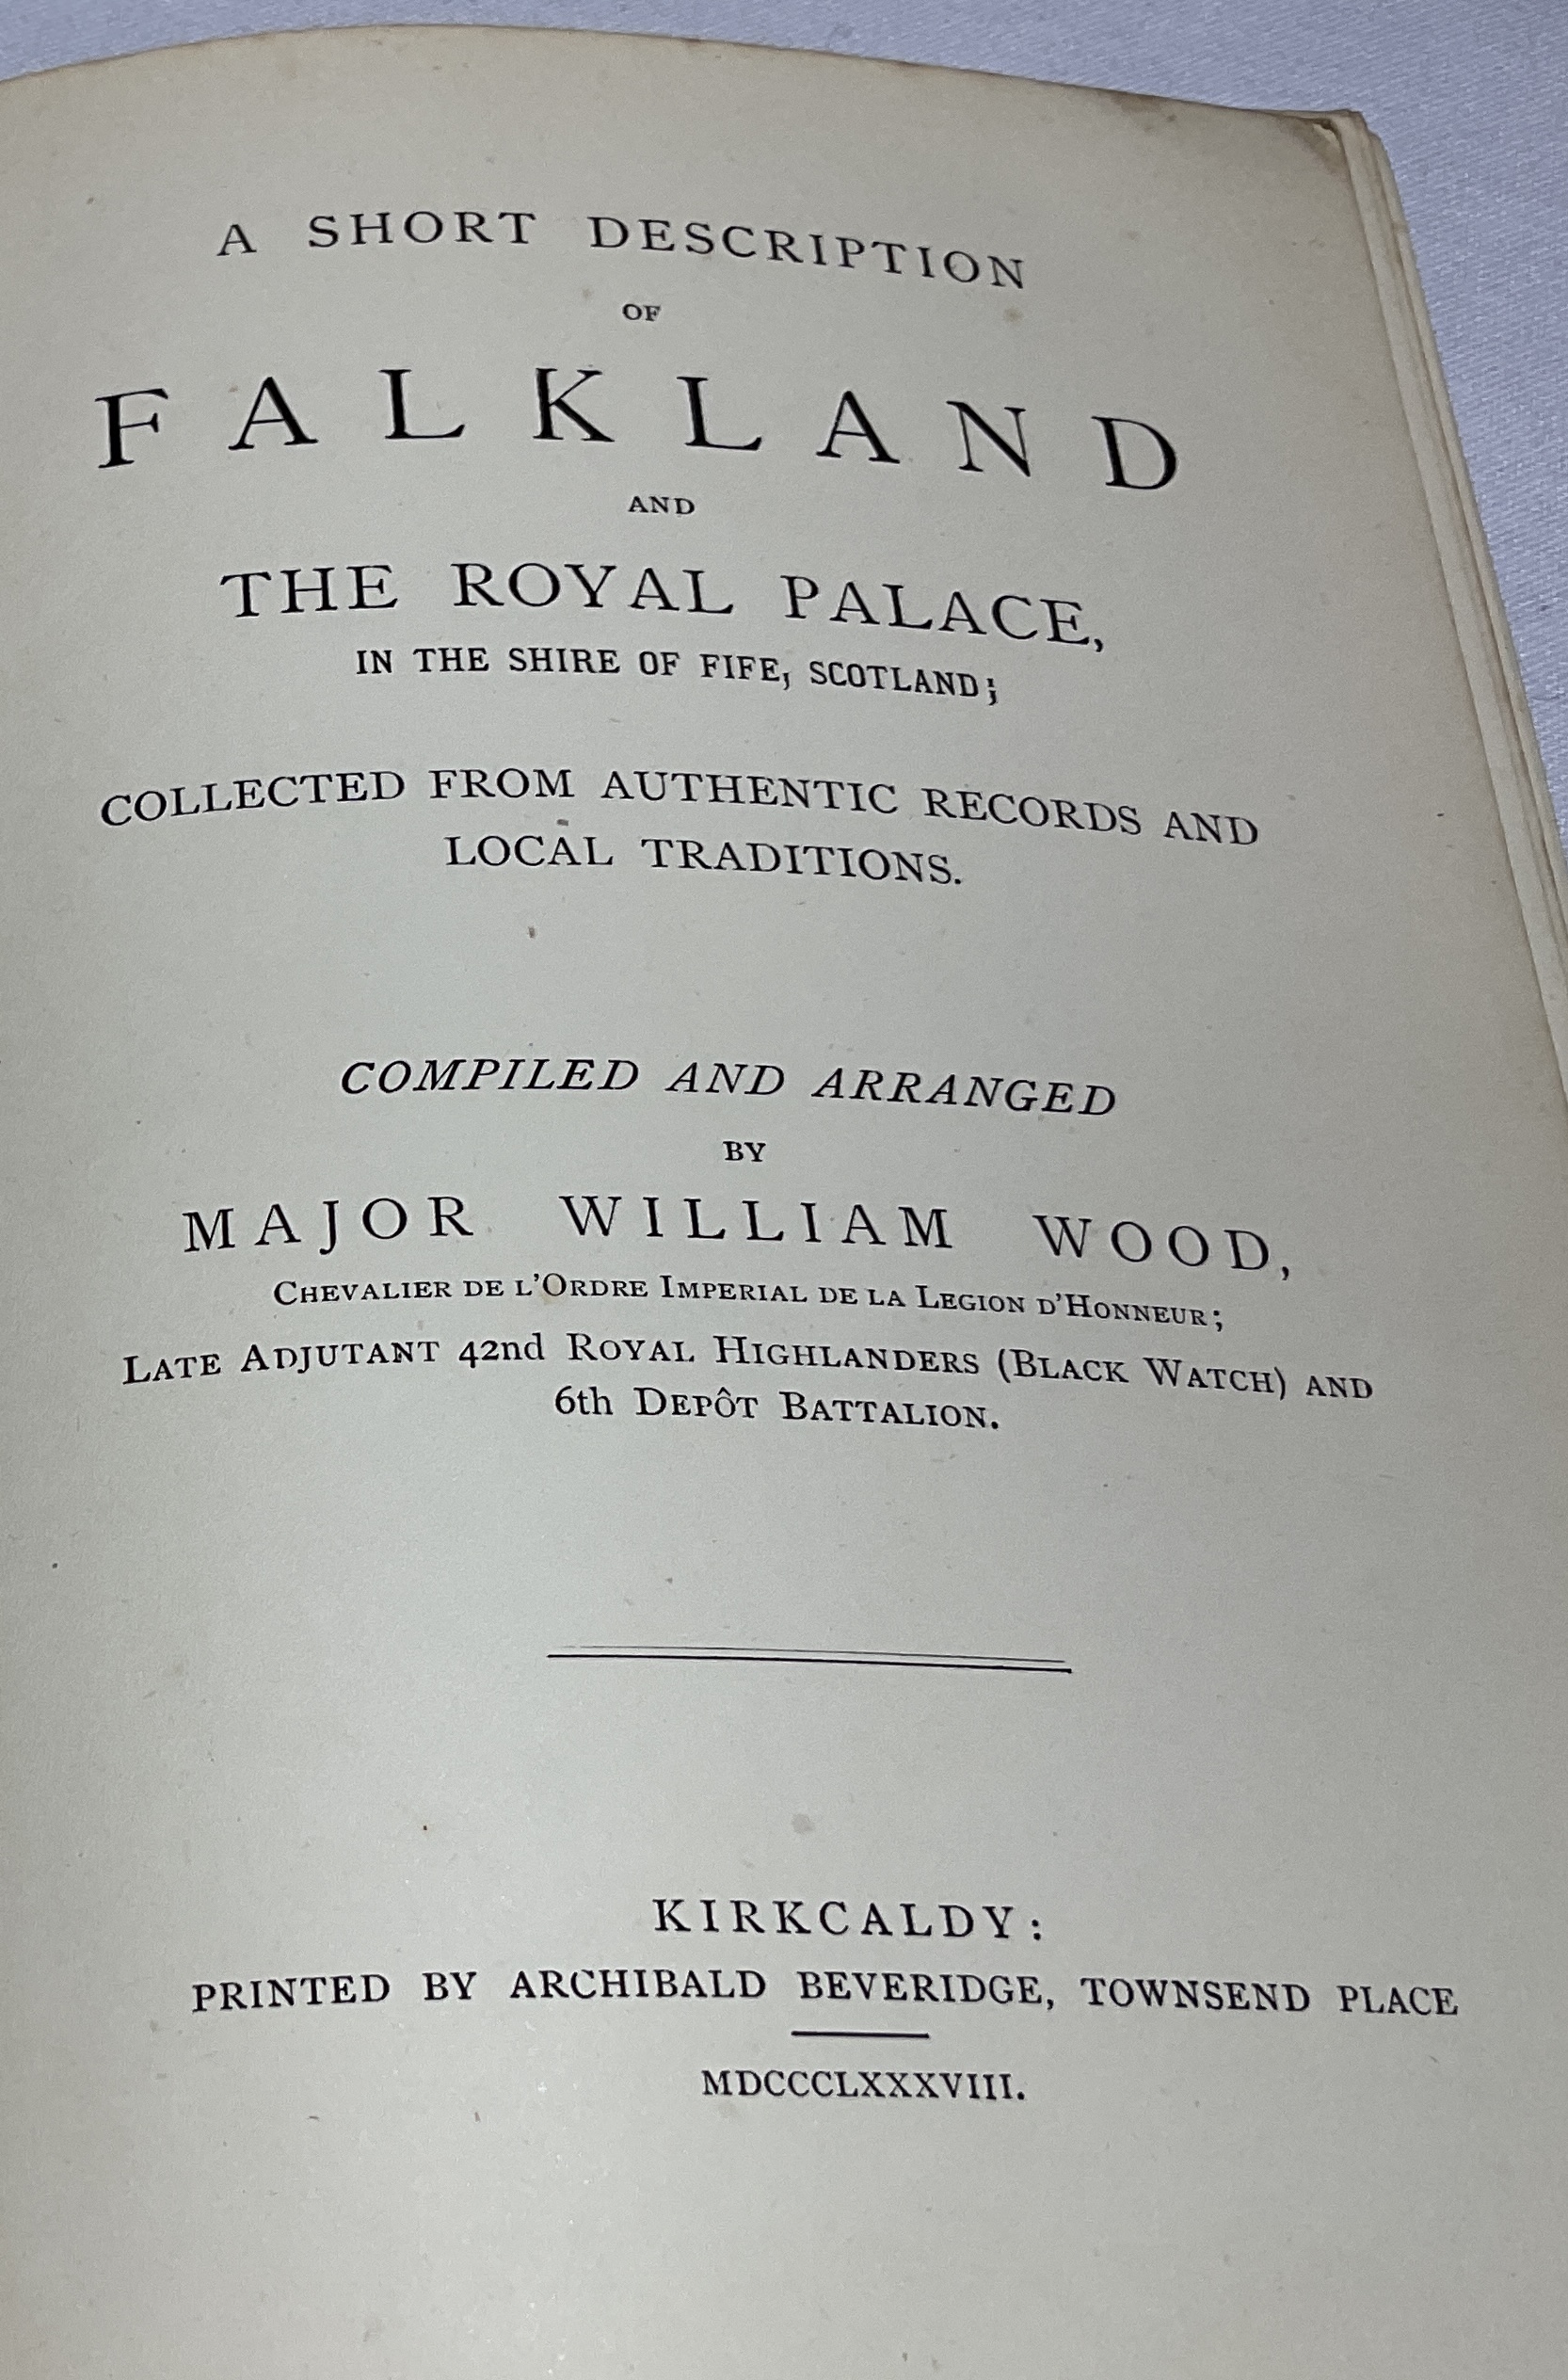 A SHORT DESCRIPTION
OF
FALKLAND
AND
THE ROYAL PALACE,
IN THE SHIRE OF FIFE, SCOTLAND;
COLLECTED FROM AUTHENTIC RECORDS AND
LOCAL TRADITIONS.
COMPILED AND ARRANGED
BY
MAJOR WILLIAM WOOD,
CHEVALIER DE L'ORDRE IMPERIAL DE LA LEGION D'HONNEUR;
LATE ADJUTANT 42nd ROYAL HIGHLANDERS (BLACK WATCH) AND
6th DEPÔT BATTALION.
KIRKCALDY:
PRINTED BY ARCHIBALD BEVERIDGE, TOWNSEND PLACE
MDCCCLXXXVIII.